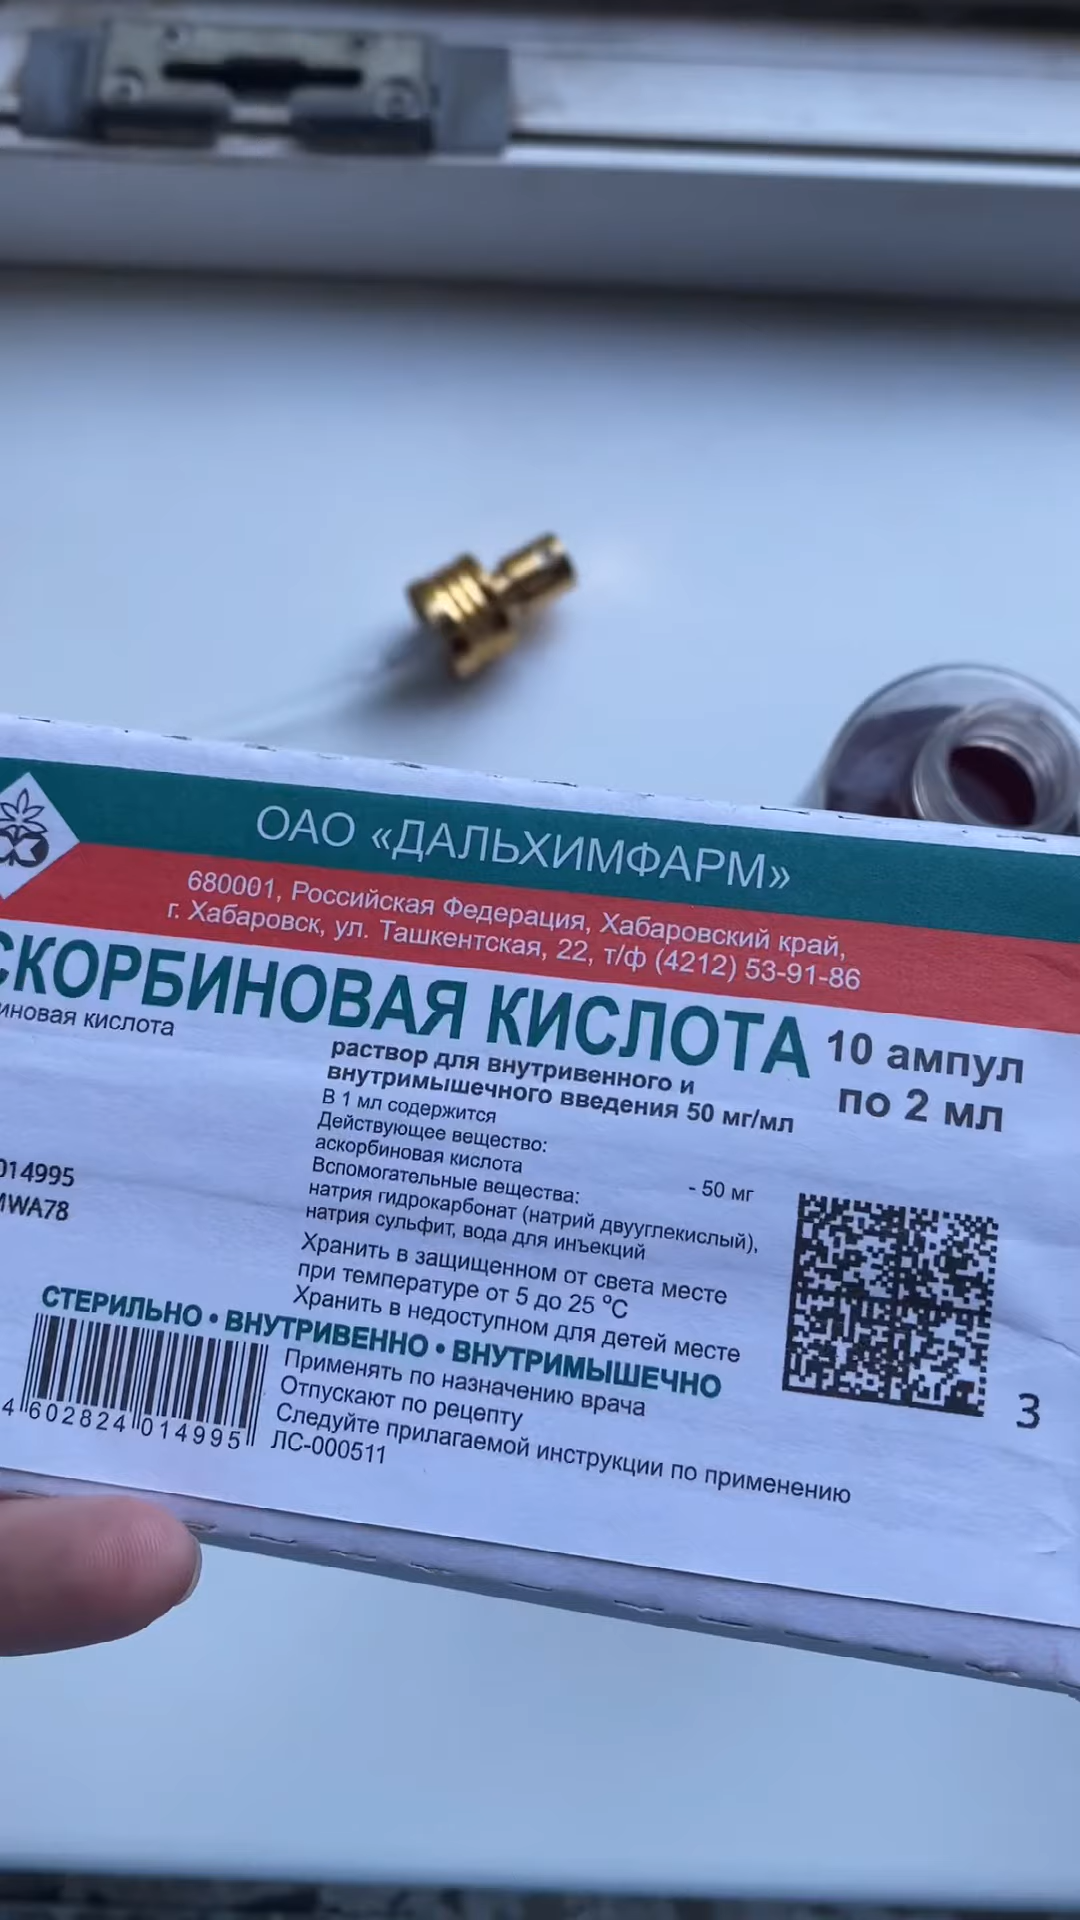 ОАО «ДАЛЬХИМФАРМ»
680001, Российская Федерация, Хабаровский край,
г. Хабаровск, ул. Ташкентская, 22, т/ф (4212) 53-91-86
СКОРБИНОВАЯ КИСЛОТА
иновая кислота
10 ампул
по 2 мл
раствор для внутривенного и
внутримышечного введения 50 мг/мл
В 1 мл содержится
Действующее вещество:
аскорбиновая кислота - 50 мг
Вспомогательные вещества:
натрия гидрокарбонат (натрий двууглекислый),
натрия сульфит, вода для инъекций
Хранить в защищенном от света месте
при температуре от 5 до 25 °С
Хранить в недоступном для детей месте
014995
MWA78
СТЕРИЛЬНО • ВНУТРИВЕННО • ВНУТРИМЫШЕЧНО
Применять по назначению врача
Отпускают по рецепту
Следуйте прилагаемой инструкции по применению
ЛС-000511
4 602824 014995
3